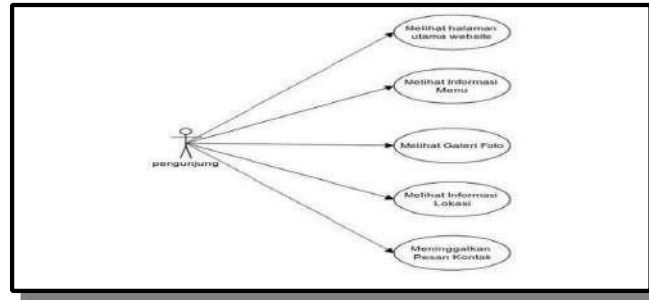 Melihat halaman
utama website
Melihat Informasi
Menu
pengunjung
Melihat Galeri Foto
Melihat Informasi
Lokasi
Meninggalkan
Pesan Kontak